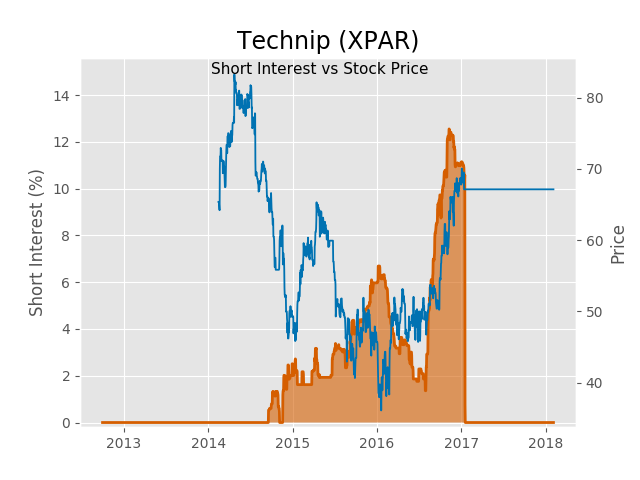 Technip (XPAR)
Short Interest vs Stock Price
Short Interest (%)
14
12
10
8
6
4
2
0
80
70
60
50
40
Price
2013 2014 2015 2016 2017 2018